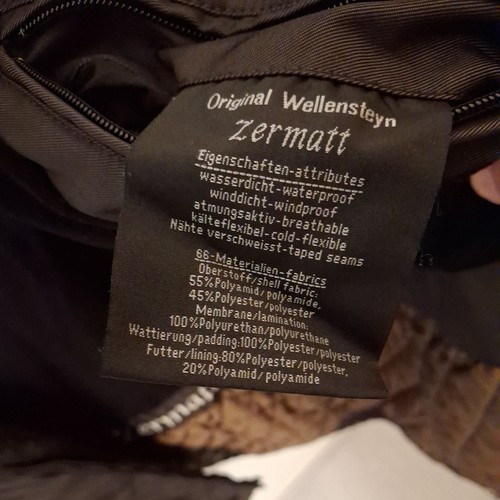 Original Wellensteyn
Zermatt
Eigenschaften-attributes
wasserdicht-waterproof
winddicht-windproof
atmungsaktiv-breathable
kälteflexibel-cold-flexible
Nähte verschweisst-taped seams
66-Materialien-fabrics
Oberstoff/shell fabric:
55%Polyamid/polyamide,
45%Polyester/polyester
Membrane/lamination:
100%Polyurethan/polyurethane
Wattierung/padding:100%Polyester/polyester
Futter/lining:80%Polyester/polyester,
20%Polyamid/polyamide